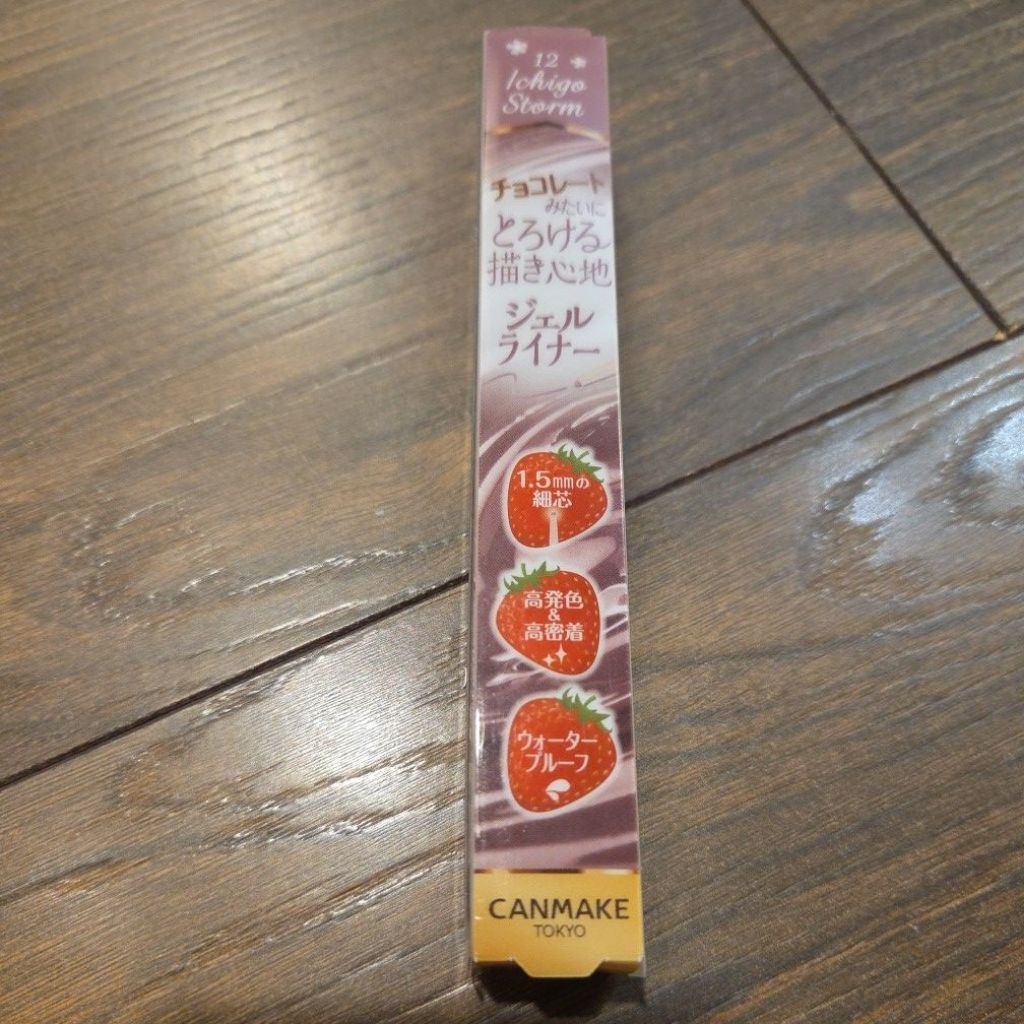 12
Ichigo
Storm
チョコレート
みたいに
とろける
描き心地
ジェル
ライナー
1.5mmの
細芯
高発色
&
高密着
ウォーター
プルーフ
CANMAKE
TOKYO